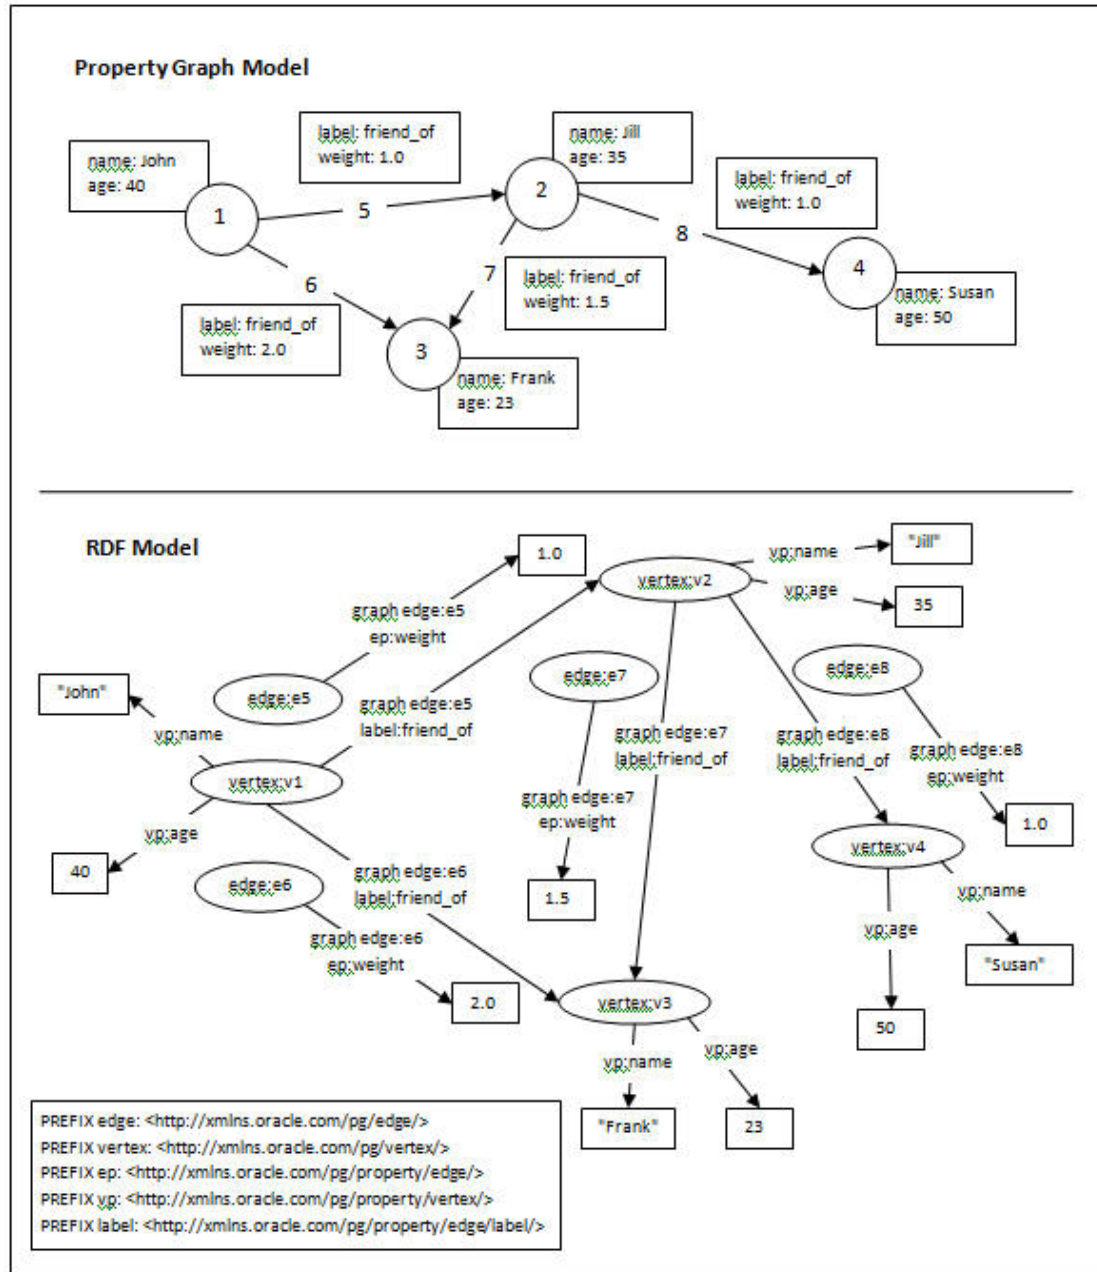 Property Graph Model
name: John
age: 40
label: friend_of
weight: 1.0
name: Jill
age: 35
label: friend_of
weight: 1.0
1
5
2
8
4
6
7
label: friend_of
weight: 1.5
name: Susan
age: 50
label: friend_of
weight: 2.0
3
name: Frank
age: 23
RDF Model
1.0
vertex:v2
vp:name
"Jill"
vp:age
35
graph edge:e5
ep:weight
edge:e5
edge:e7
edge:e8
"John"
vp:name
graph edge:e5
label:friend_of
graph edge:e7
label:friend_of
graph edge:e8
label:friend_of
graph edge:e8
ep:weight
vertex:v1
graph edge:e7
ep:weight
1.0
vp:age
40
vertex:v4
edge:e6
graph edge:e6
label:friend_of
1.5
vp:name
vp:age
graph edge:e6
ep:weight
"Susan"
2.0
vertex:v3
50
vp:name
vp:age
"Frank"
23
PREFIX edge: <http://xmlns.oracle.com/pg/edge/>
PREFIX vertex: <http://xmlns.oracle.com/pg/vertex/>
PREFIX ep: <http://xmlns.oracle.com/pg/property/edge/>
PREFIX vp: <http://xmlns.oracle.com/pg/property/vertex/>
PREFIX label: <http://xmlns.oracle.com/pg/property/edge/label/>